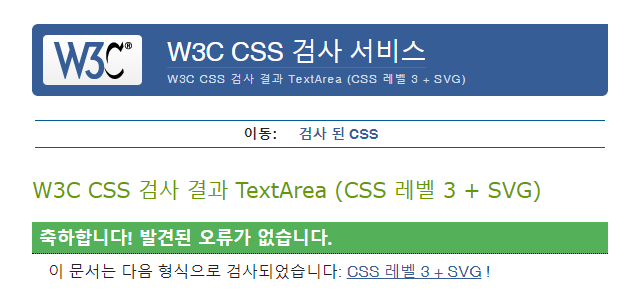 W3C®
W3C CSS 검사 서비스
W3C CSS 검사 결과 TextArea (CSS 레벨 3 + SVG)
이동: 검사 된 CSS
W3C CSS 검사 결과 TextArea (CSS 레벨 3 + SVG)
축하합니다! 발견된 오류가 없습니다.
이 문서는 다음 형식으로 검사되었습니다: CSS 레벨 3 + SVG !